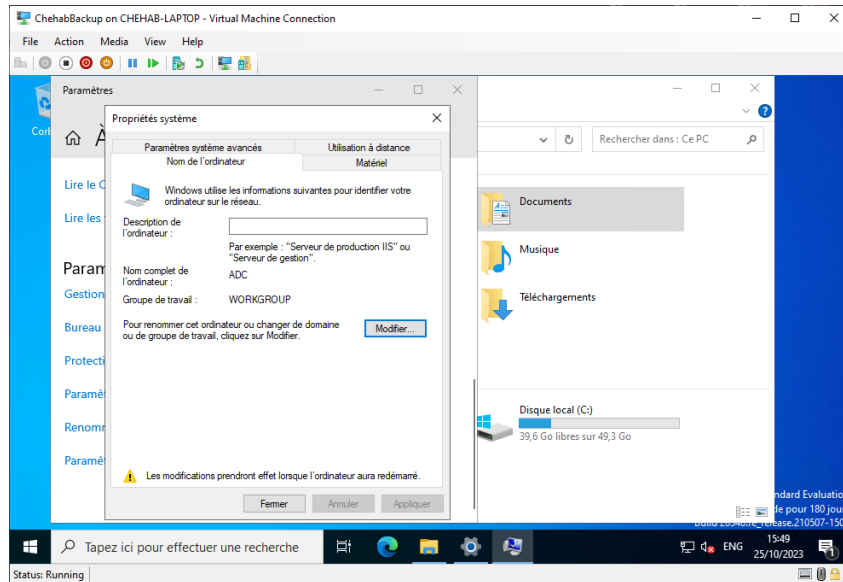 ChehabBackup on CHEHAB-LAPTOP - Virtual Machine Connection
File Action Media View Help
Paramètres
Propriétés système
Rechercher dans : Ce PC
Paramètres système avancés
Utilisation à distance
Nom de l'ordinateur
Matériel
Lire le C
Windows utilise les informations suivantes pour identifier votre
ordinateur sur le réseau.
Documents
Lire les
Description de
l'ordinateur :
Par exemple : "Serveur de production IIS" ou
"Serveur de gestion".
Musique
Param
Nom complet de
l'ordinateur :
ADC
Gestion
Groupe de travail :
WORKGROUP
Téléchargements
Bureau
Pour renommer cet ordinateur ou changer de domaine
ou de groupe de travail, cliquez sur Modifier.
Modifier...
Protecti
Paramèt
Disque local (C:)
Renomm
39,6 Go libres sur 49,3 Go
Paramèt
Les modifications prendront effet lorsque l'ordinateur aura redémarré.
Fermer
Annuler
Appliquer
ndard Evaluatio
de pour 180 jou
Tapez ici pour effectuer une recherche
ENG
15:49
25/10/2023
Status: Running